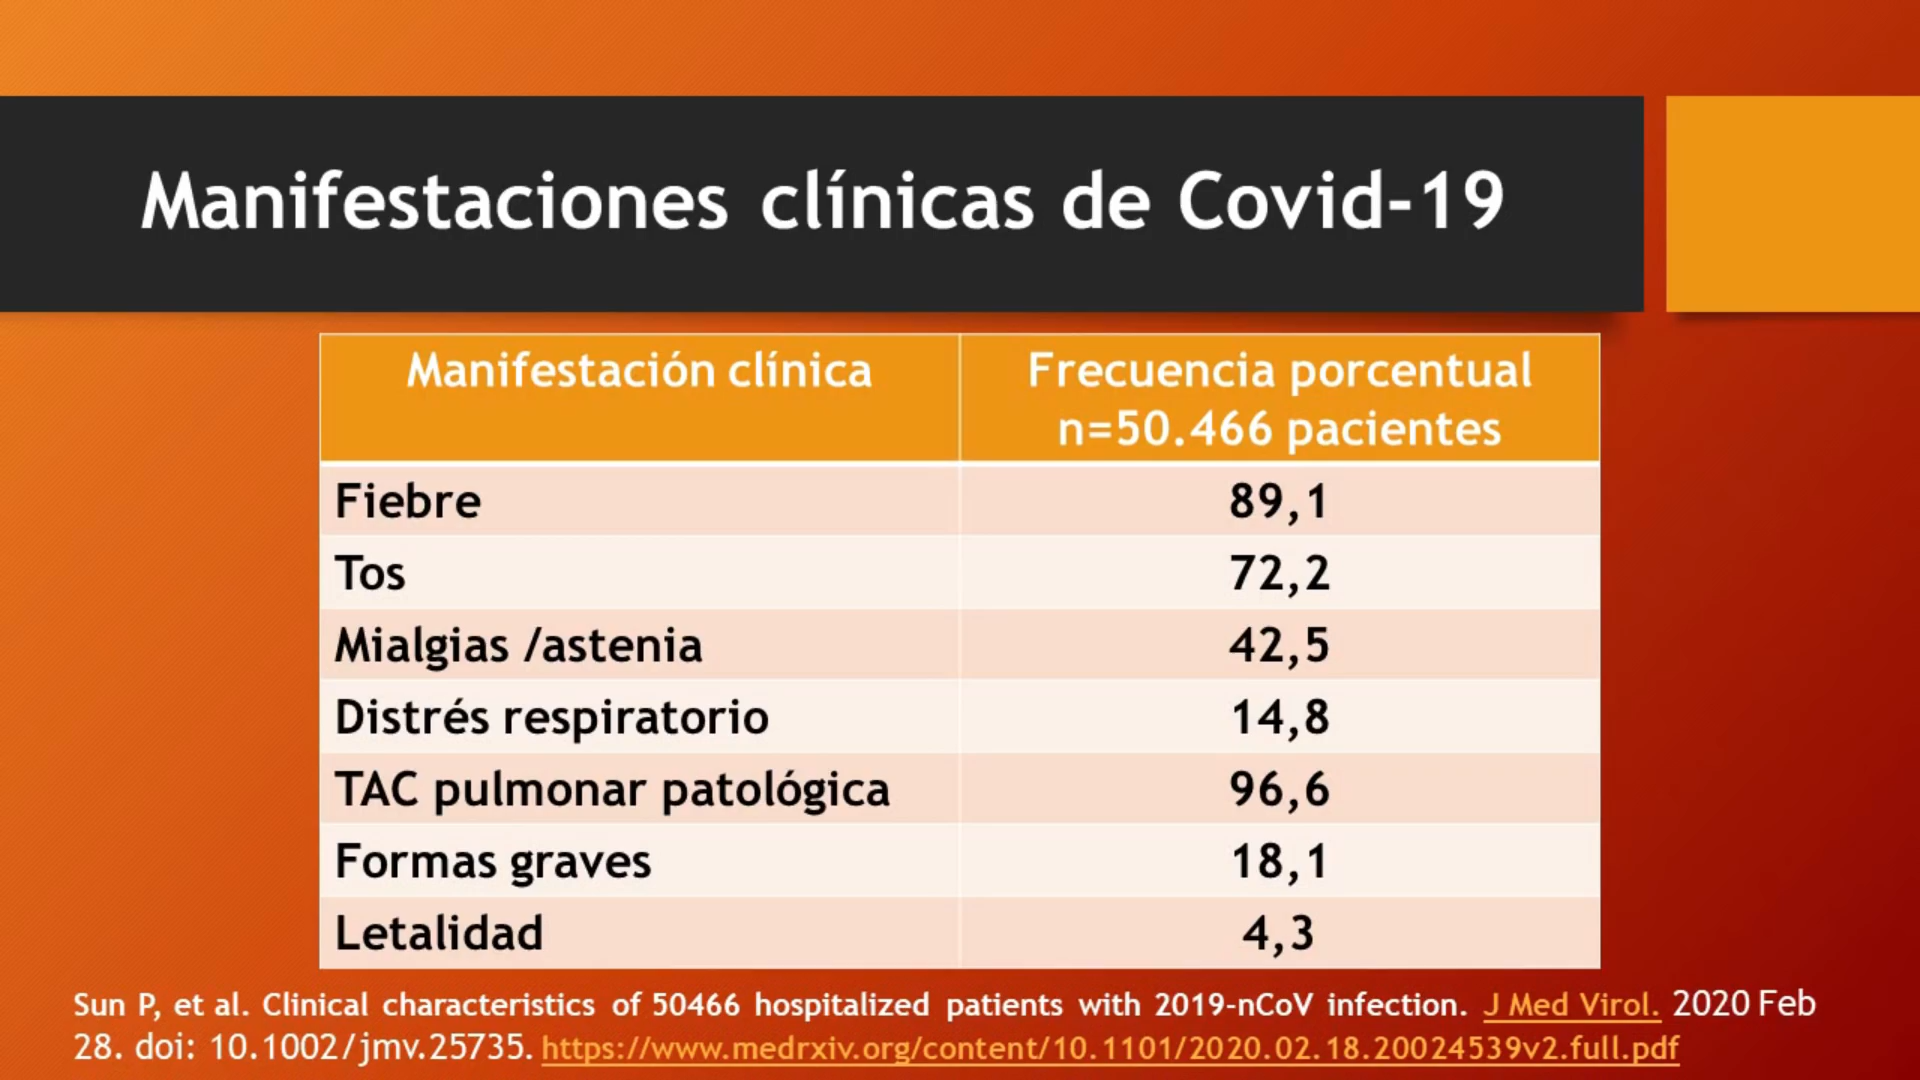 Manifestaciones clínicas de Covid-19
Manifestación clínica
Frecuencia porcentual
n=50.466 pacientes
Fiebre
89,1
Tos
72,2
Mialgias /astenia
42,5
Distrés respiratorio
14,8
TAC pulmonar patológica
96,6
Formas graves
18,1
Letalidad
4,3
Sun P, et al. Clinical characteristics of 50466 hospitalized patients with 2019-nCoV infection. J Med Virol. 2020 Feb
28. doi: 10.1002/jmv.25735. https://www.medrxiv.org/content/10.1101/2020.02.18.20024539v2.full.pdf